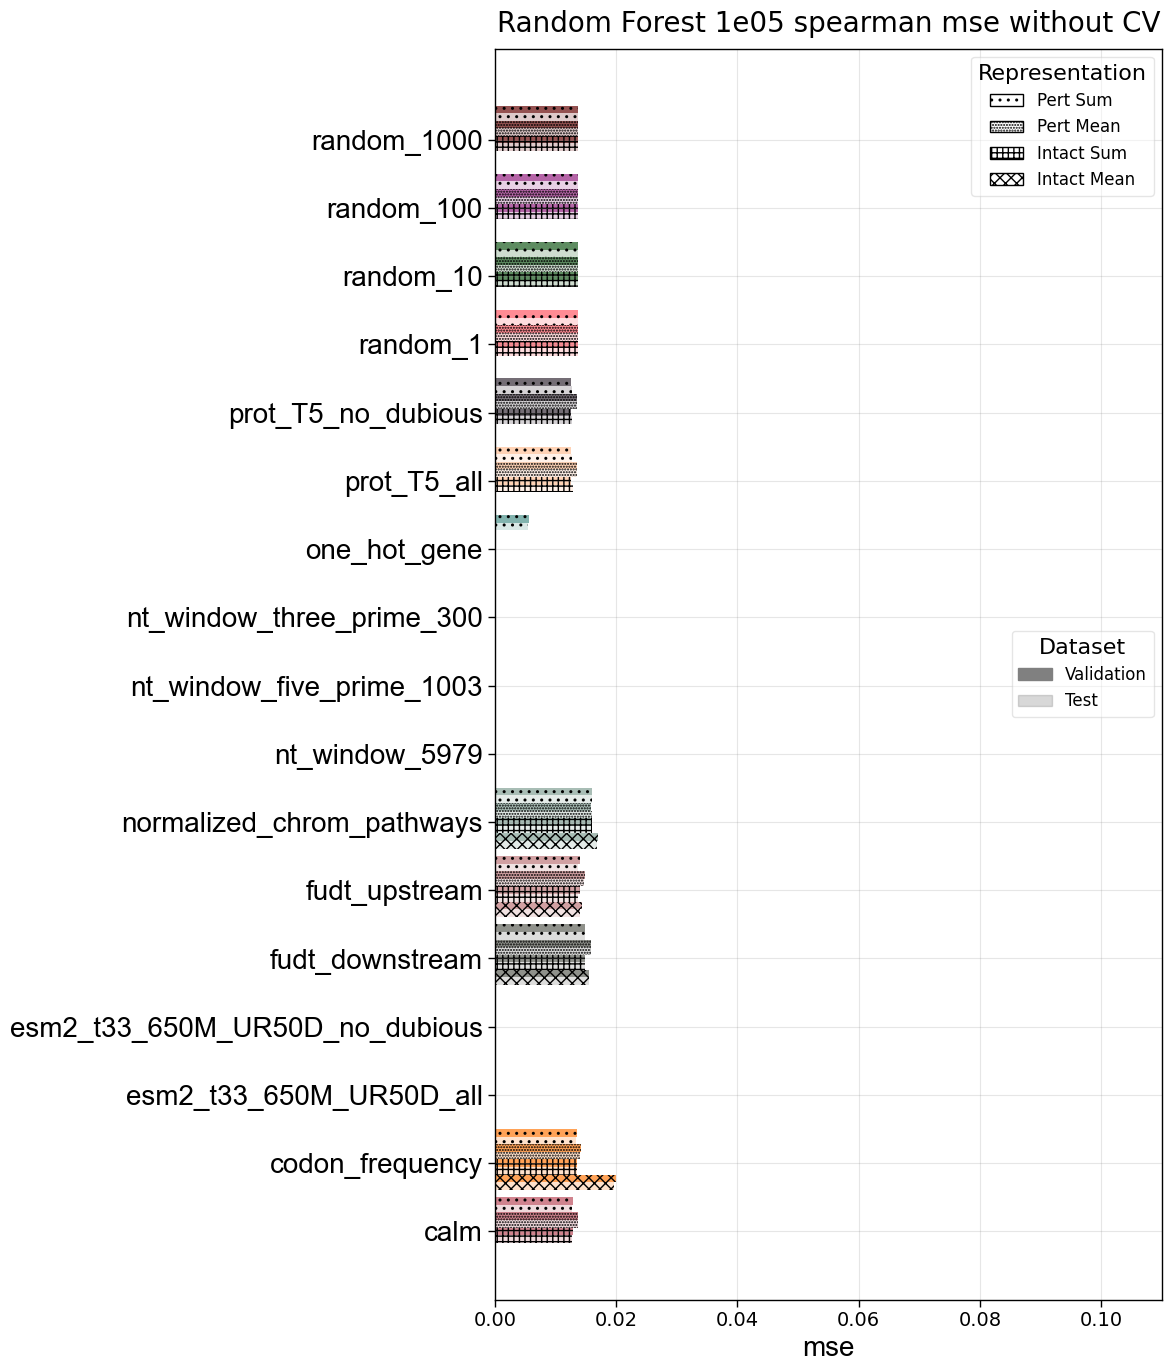 Random Forest 1e05 spearman mse without CV
Representation
Pert Sum
Pert Mean
Intact Sum
Intact Mean
random_1000
random_100
random_10
random_1
prot_T5_no_dubious
prot_T5_all
one_hot_gene
nt_window_three_prime_300
nt_window_five_prime_1003
nt_window_5979
normalized_chrom_pathways
fudt_upstream
fudt_downstream
esm2_t33_650M_UR50D_no_dubious
esm2_t33_650M_UR50D_all
codon_frequency
calm
Dataset
Validation
Test
0.00 0.02 0.04 0.06 0.08 0.10
mse